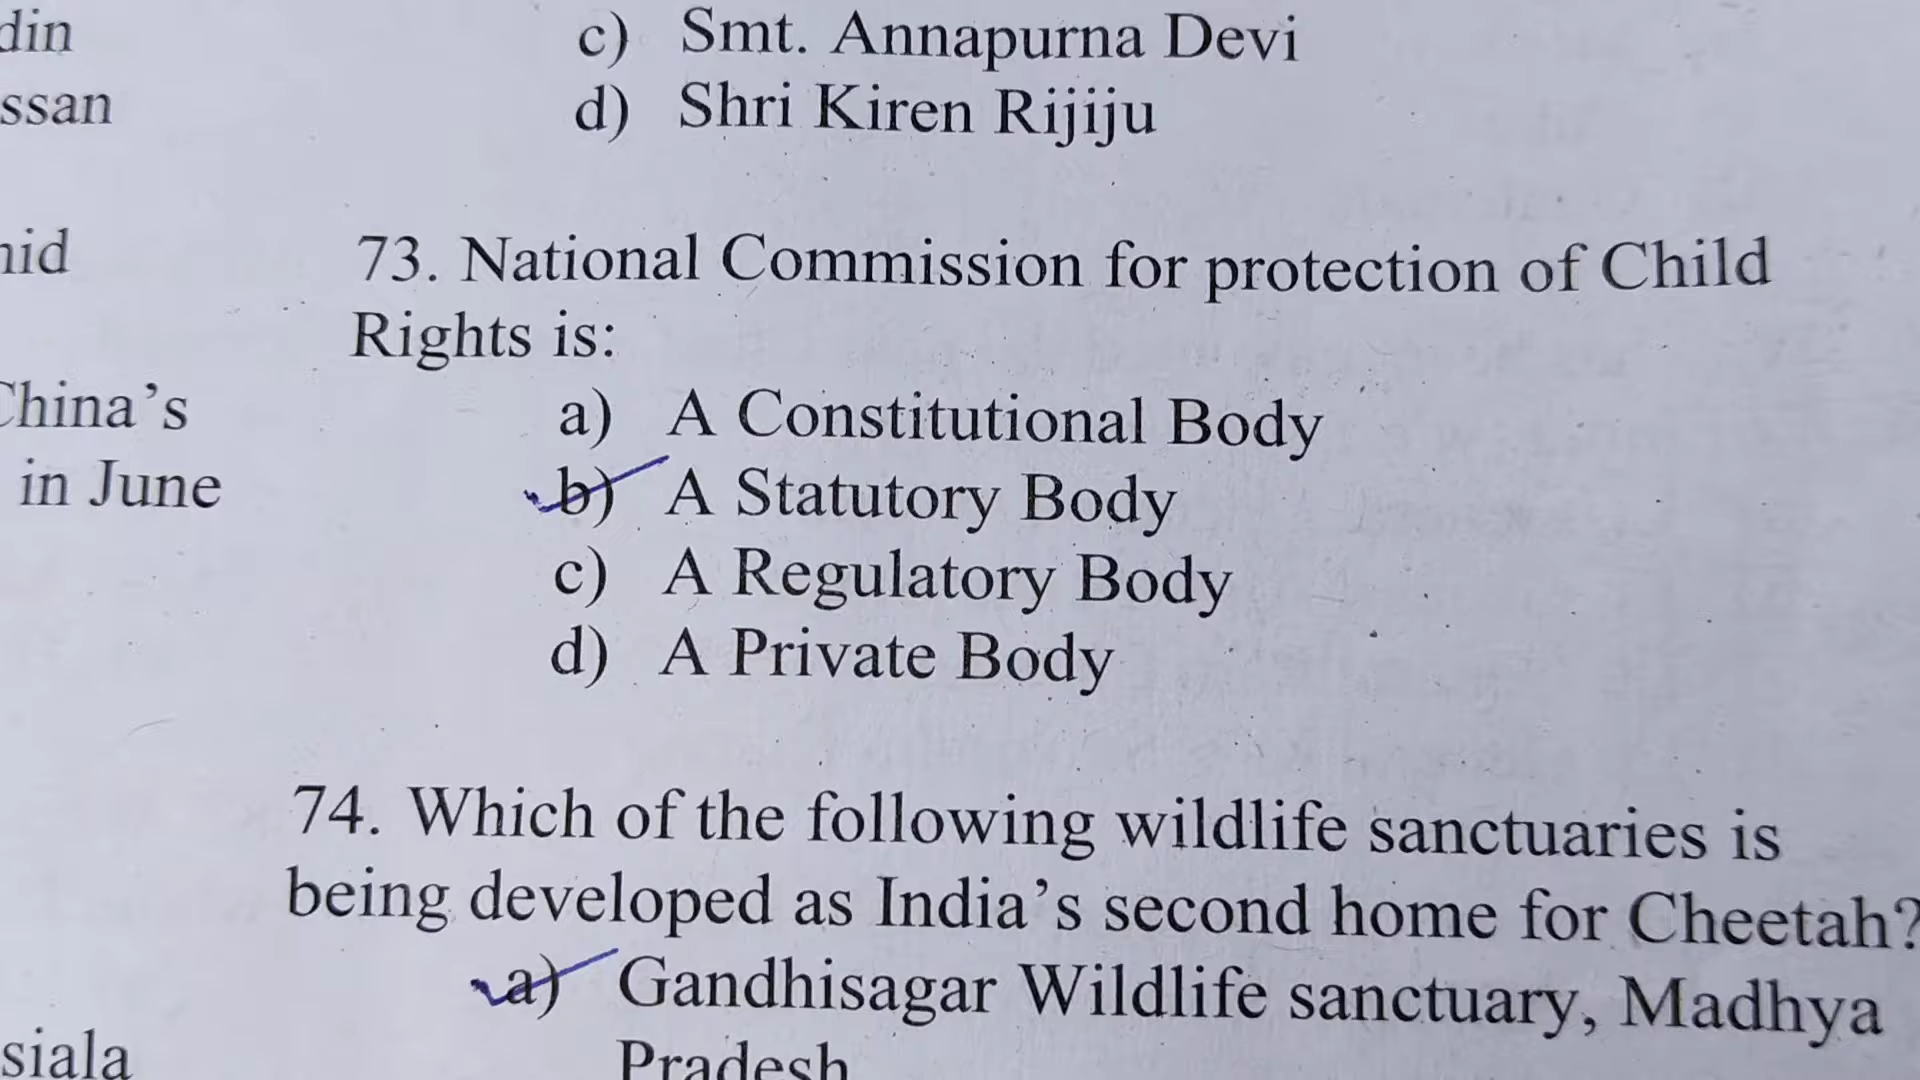 din
ssan
hid
China's
in June
siala
c) Smt. Annapurna Devi
d) Shri Kiren Rijiju
73. National Commission for protection of Child
Rights is:
a) A Constitutional Body
b) A Statutory Body
c) A Regulatory Body
d) A Private Body
74. Which of the following wildlife sanctuaries is
being developed as India's second home for Cheetah?
a) Gandhisagar Wildlife sanctuary, Madhya
Pradesh